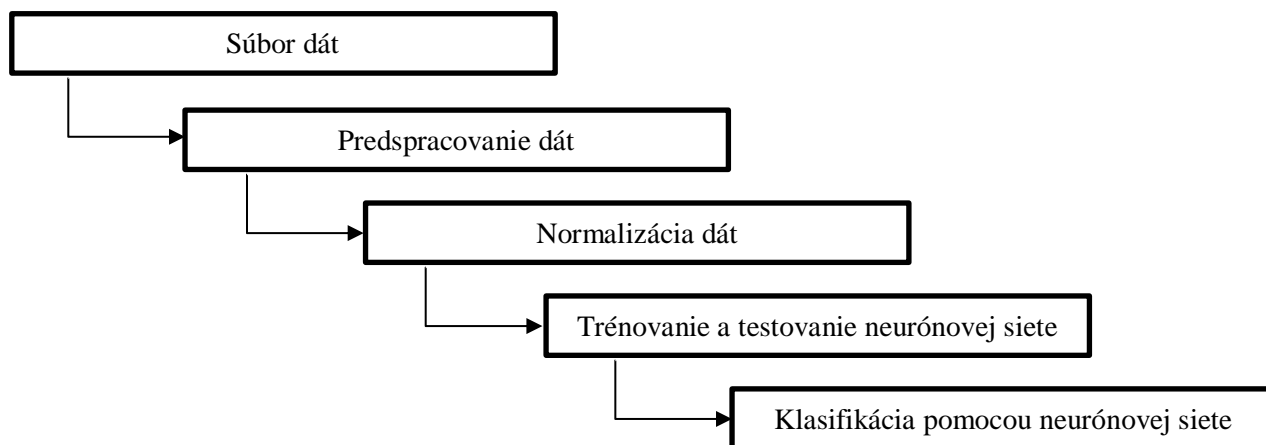 Súbor dát
Predspracovanie dát
Normalizácia dát
Trénovanie a testovanie neurónovej siete
Klasifikácia pomocou neurónovej siete